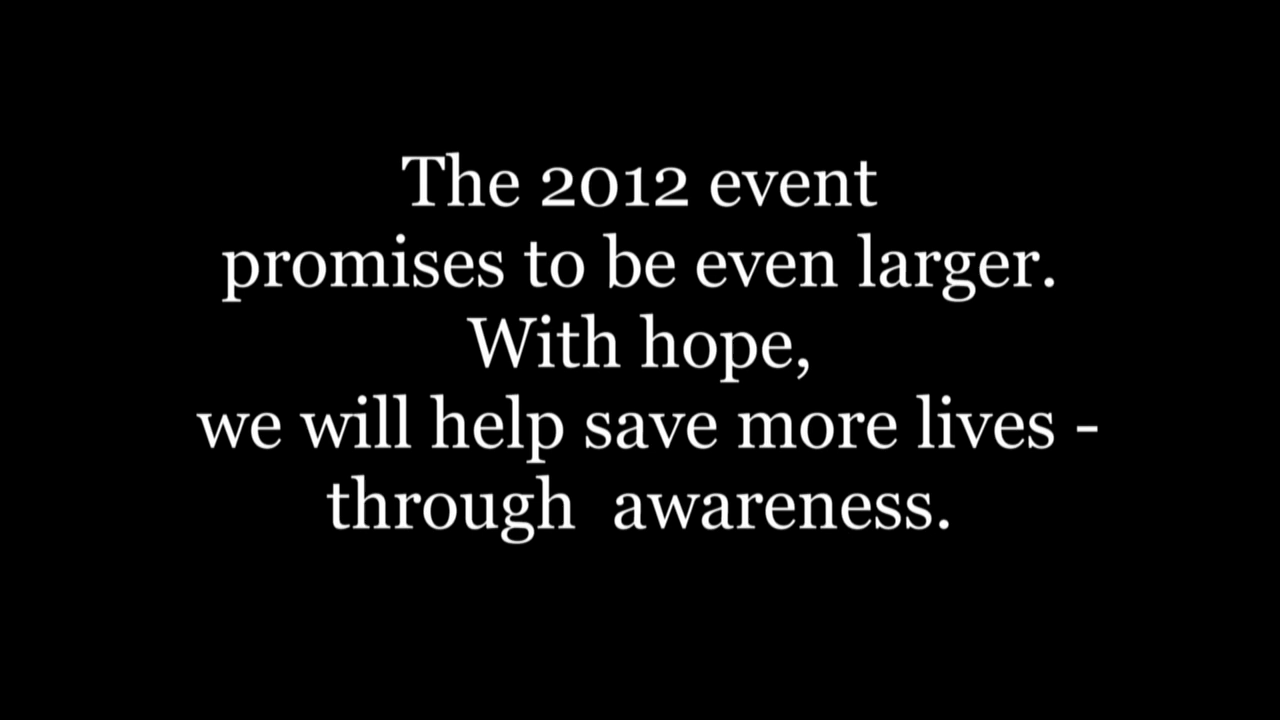 The 2012 event
promises to be even larger.
With hope,
we will help save more lives -
through  awareness.